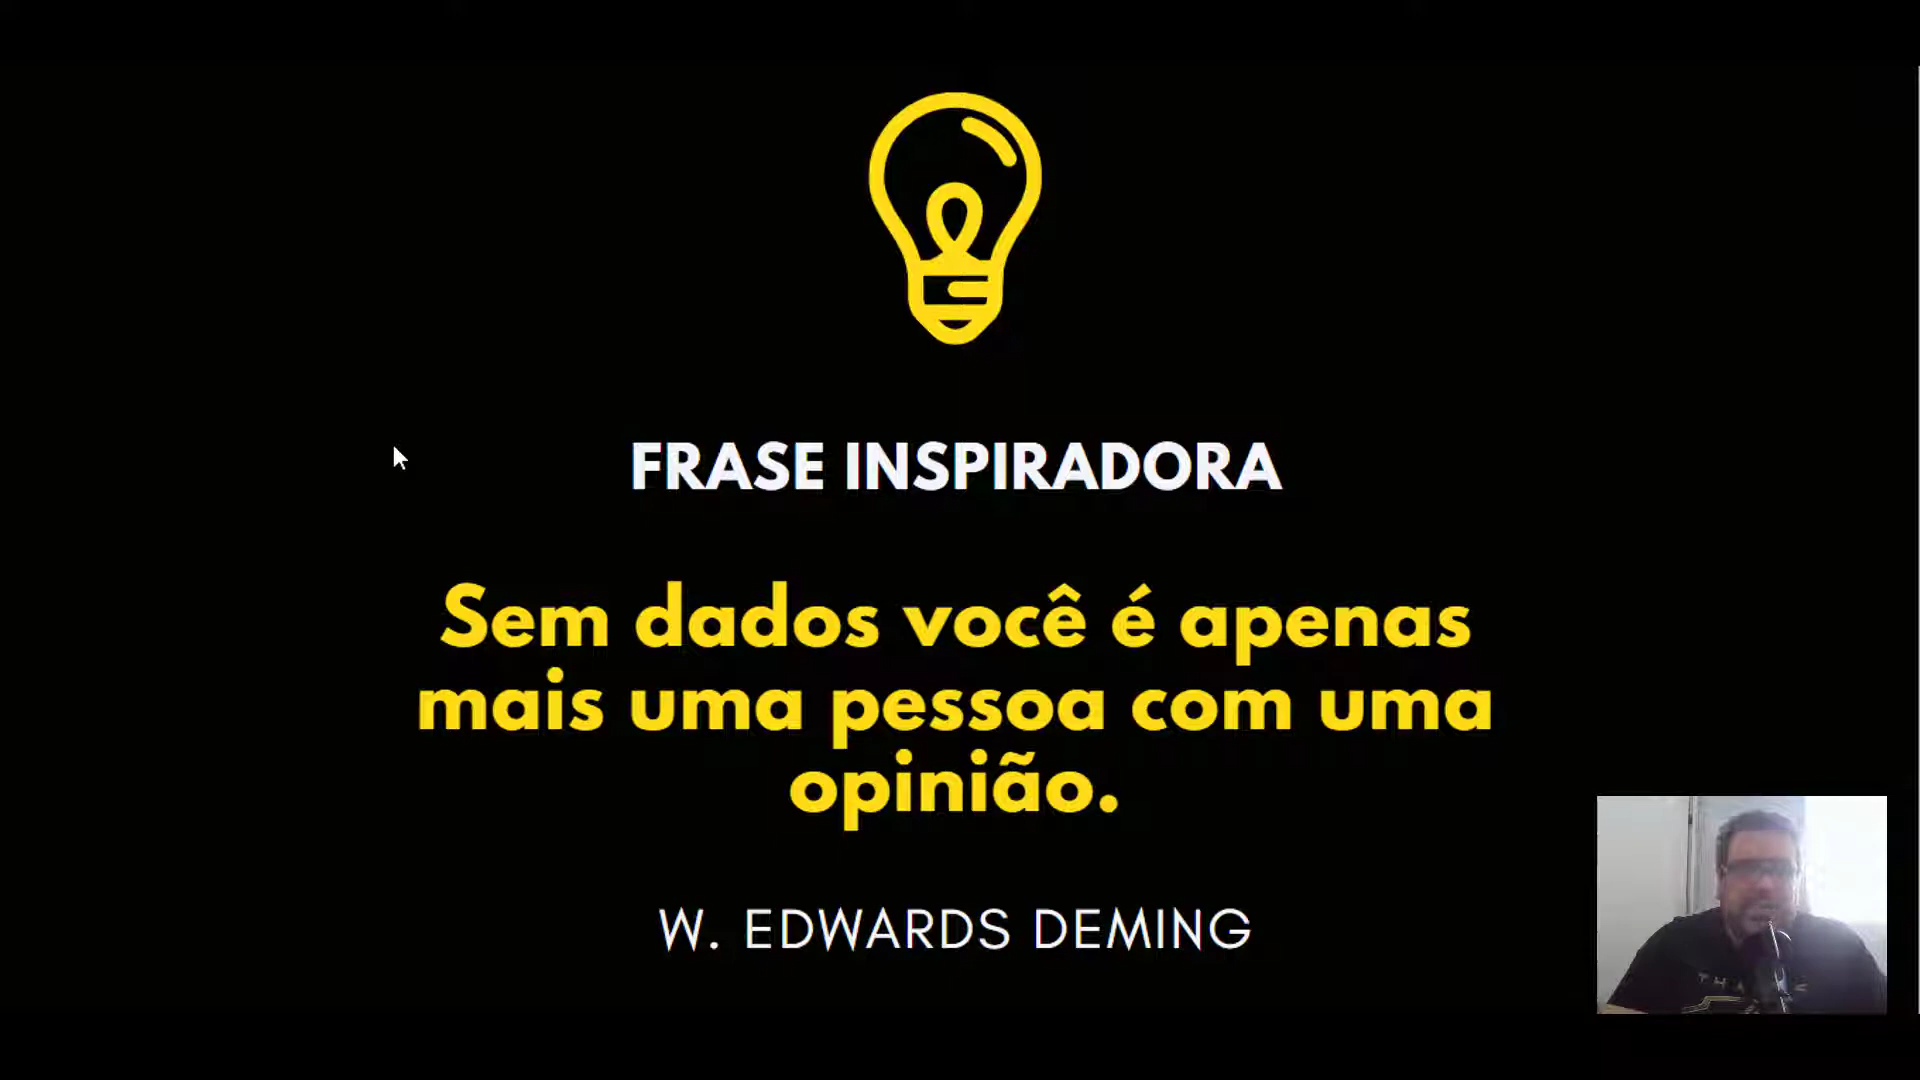 FRASE INSPIRADORA
Sem dados você é apenas
mais uma pessoa com uma
opinião.
W. EDWARDS DEMING